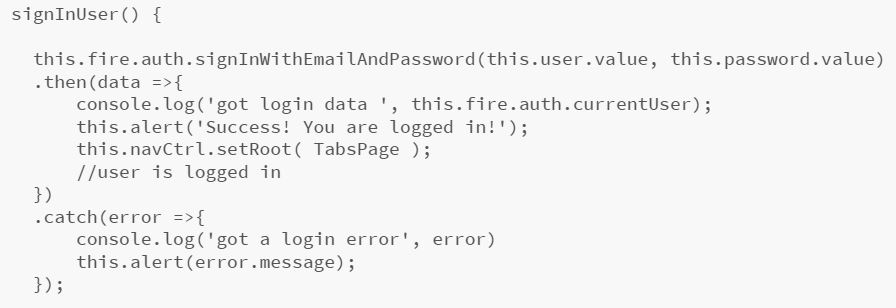 signInUser() {
this.fire.auth.signInWithEmailAndPassword(this.user.value, this.password.value)
.then(data =>{
console.log('got login data ', this.fire.auth.currentUser);
this.alert('Success! You are logged in!');
this.navCtrl.setRoot( TabsPage );
//user is logged in
})
.catch(error =>{
console.log('got a login error', error)
this.alert(error.message);
});